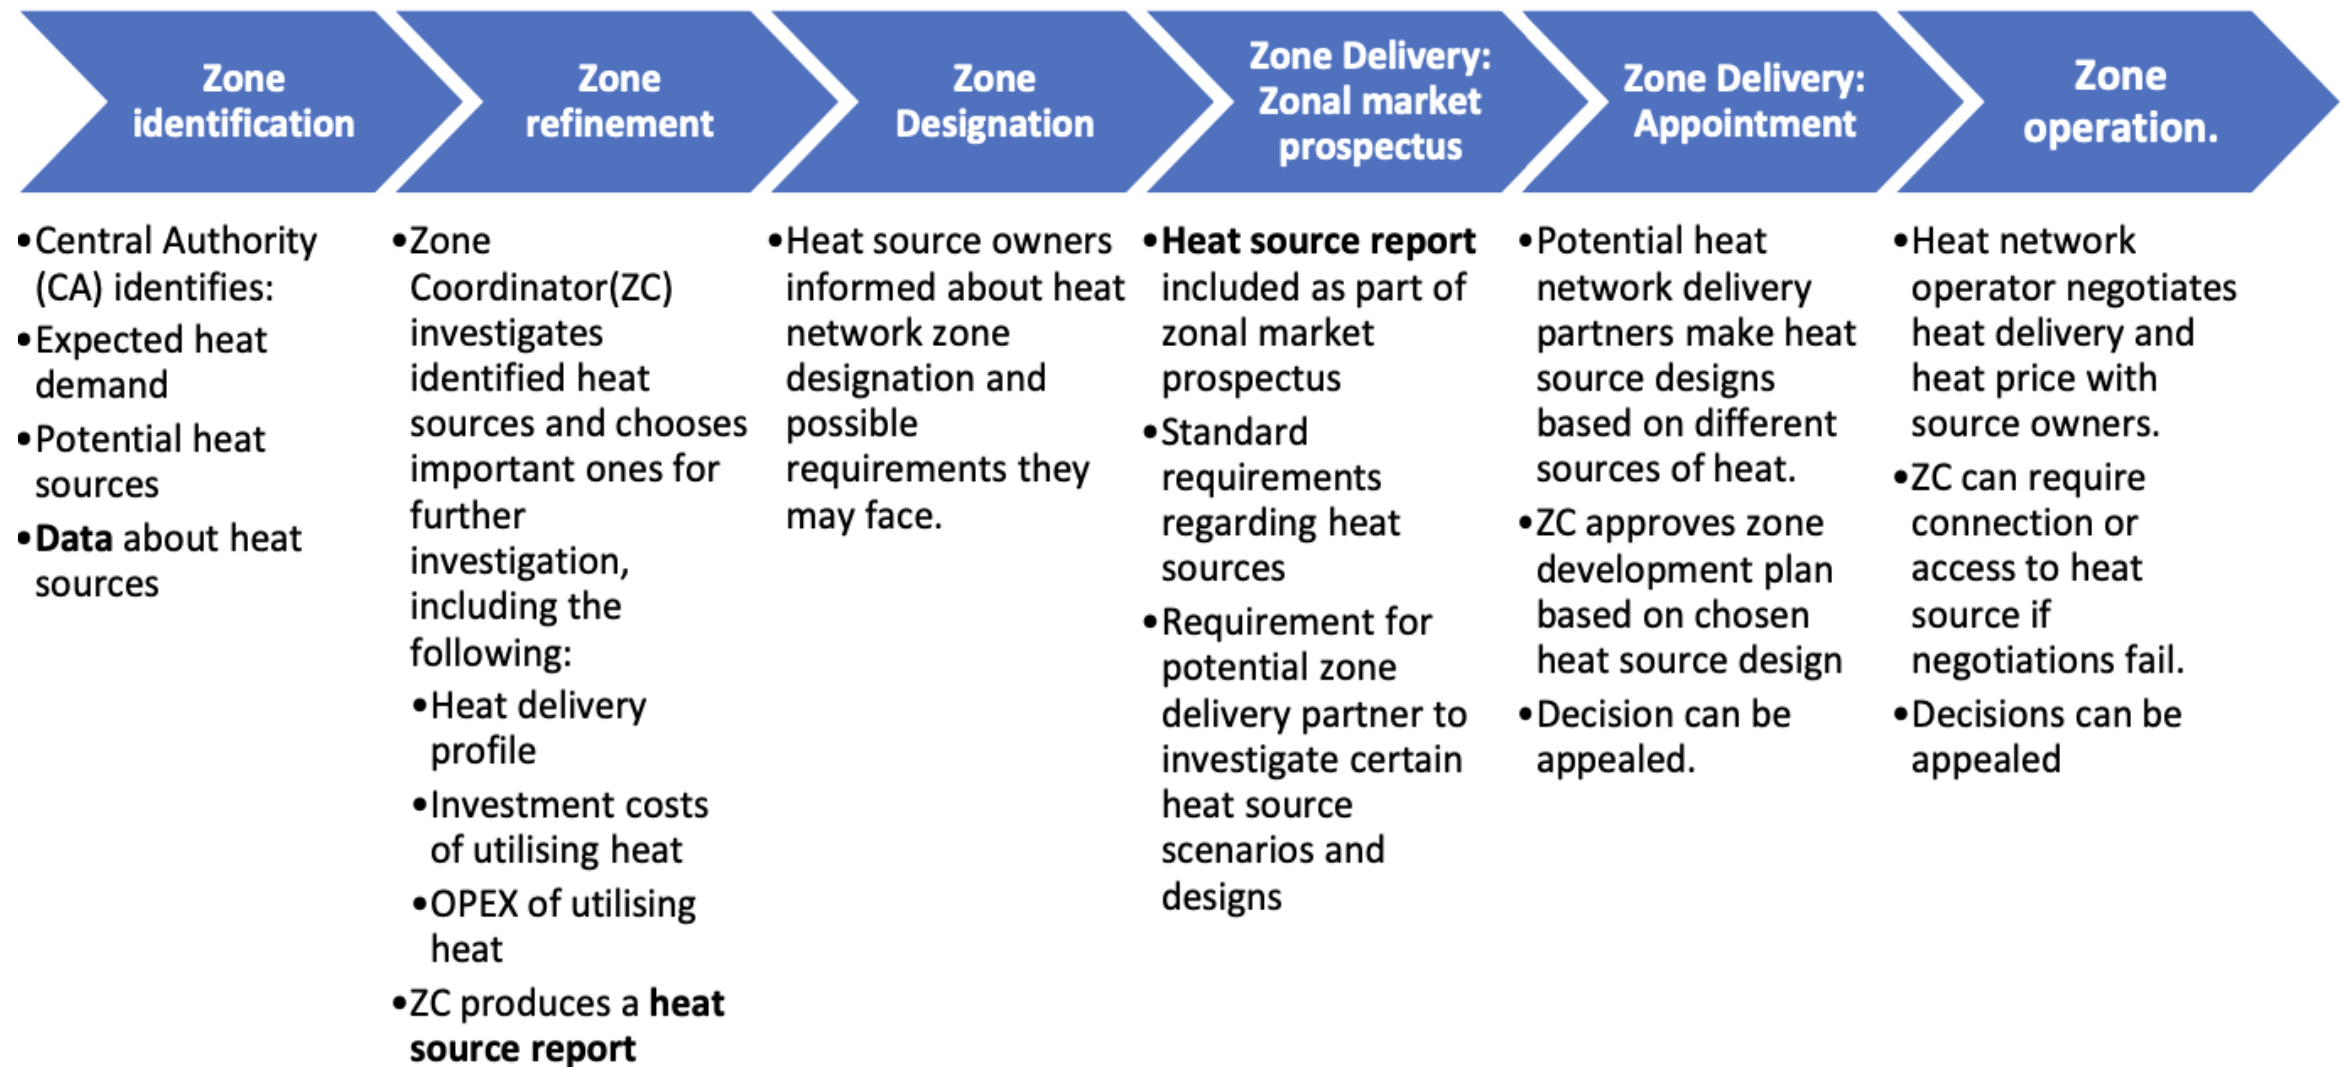 Zone
identification
Zone
refinement
Zone
Designation
Zone Delivery:
Zonal market
prospectus
Zone Delivery:
Appointment
Zone
operation.
•Central Authority
(CA) identifies:
•Expected heat
demand
•Potential heat
sources
•Data about heat
sources
•Zone
Coordinator(ZC)
investigates
identified heat
sources and chooses
important ones for
further
investigation,
including the
following:
•Heat delivery
profile
•Investment costs
of utilising heat
•OPEX of utilising
heat
•ZC produces a heat
source report
•Heat source owners
informed about heat
network zone
designation and
possible
requirements they
may face.
•Heat source report
included as part of
zonal market
prospectus
•Standard
requirements
regarding heat
sources
•Requirement for
potential zone
delivery partner to
investigate certain
heat source
scenarios and
designs
•Potential heat
network delivery
partners make heat
source designs
based on different
sources of heat.
•ZC approves zone
development plan
based on chosen
heat source design
•Decision can be
appealed.
•Heat network
operator negotiates
heat delivery and
heat price with
source owners.
•ZC can require
connection or
access to heat
source if
negotiations fail.
•Decisions can be
appealed